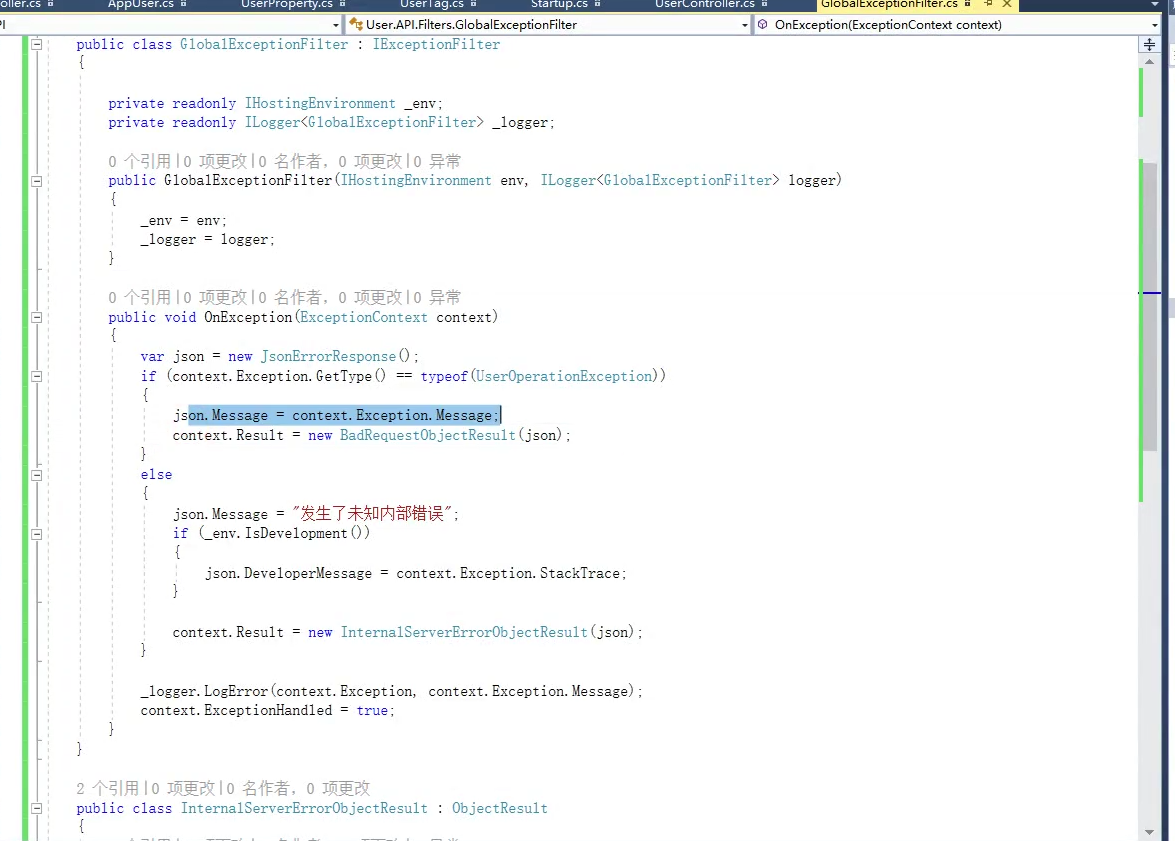 oller.cs AppUser.cs UserProperty.cs UserTag.cs Startup.cs UserController.cs GlobalExceptionFilter.cs
PI User.API.Filters.GlobalExceptionFilter OnException(ExceptionContext context)
public class GlobalExceptionFilter : IExceptionFilter
{
private readonly IHostingEnvironment _env;
private readonly ILogger<GlobalExceptionFilter> _logger;
0 个引用|0 项更改|0 名作者，0 项更改|0 异常
public GlobalExceptionFilter(IHostingEnvironment env, ILogger<GlobalExceptionFilter> logger)
{
_env = env;
_logger = logger;
}
0 个引用|0 项更改|0 名作者，0 项更改|0 异常
public void OnException(ExceptionContext context)
{
var json = new JsonErrorResponse();
if (context.Exception.GetType() == typeof(UserOperationException))
{
json.Message = context.Exception.Message;
context.Result = new BadRequestObjectResult(json);
}
else
{
json.Message = "发生了未知内部错误";
if (_env.IsDevelopment())
{
json.DeveloperMessage = context.Exception.StackTrace;
}
context.Result = new InternalServerErrorObjectResult(json);
}
_logger.LogError(context.Exception, context.Exception.Message);
context.ExceptionHandled = true;
}
}
2 个引用|0 项更改|0 名作者，0 项更改
public class InternalServerErrorObjectResult : ObjectResult
{